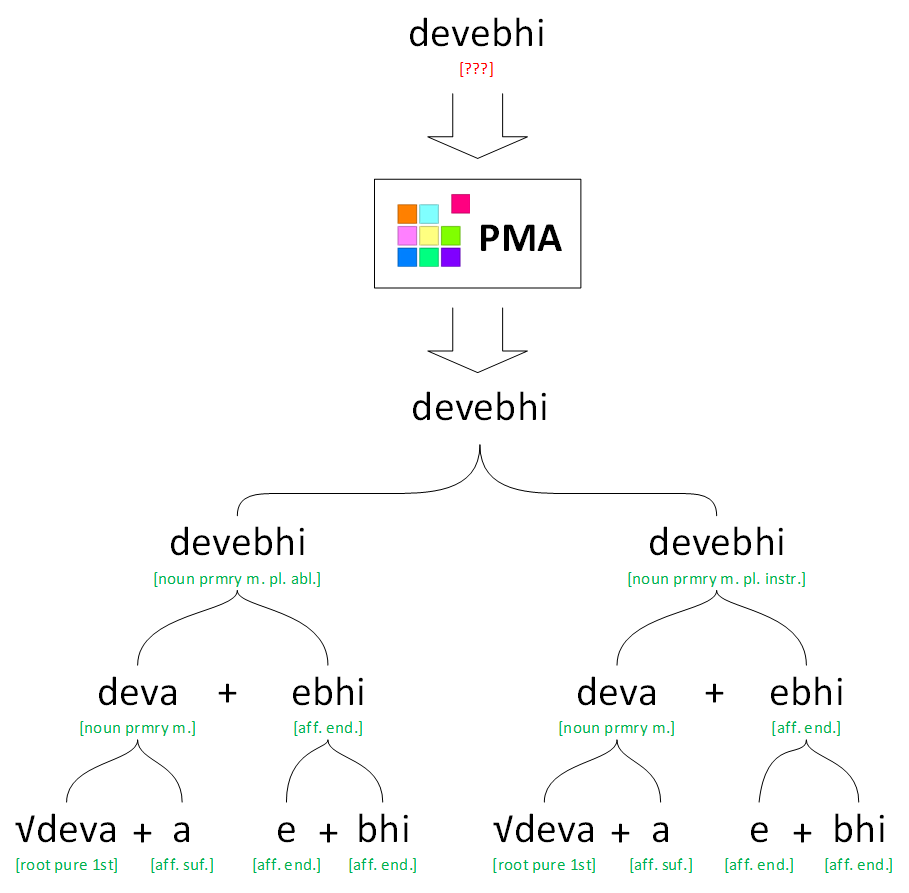 devebhi
[???]
PMA
devebhi
devebhi devebhi
[noun prmry m. pl. abl.] [noun prmry m. pl. instr.]
deva + ebhi deva + ebhi
[noun prmry m.] [aff. end.] [noun prmry m.] [aff. end.]
√deva + a e + bhi √deva + a e + bhi
[root pure 1st] [aff. suf.] [aff. end.] [aff. end.] [root pure 1st] [aff. suf.] [aff. end.] [aff. end.]